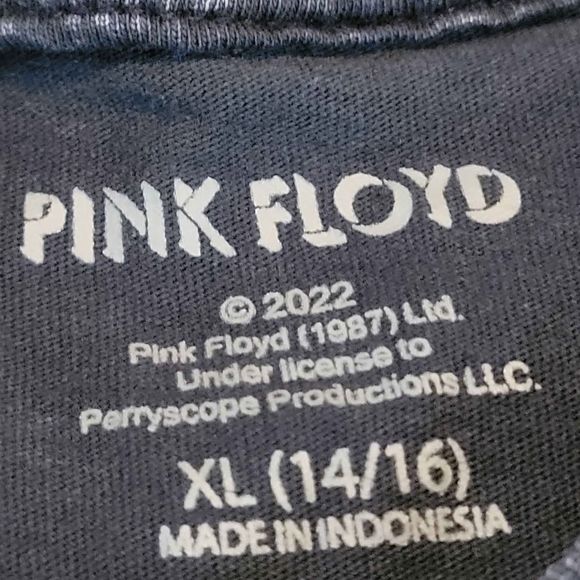 PINK FLOYD
© 2022
Pink Floyd (1987) Ltd.
Under license to
Perryscope Productions LLC.
XL (14/16)
MADE IN INDONESIA